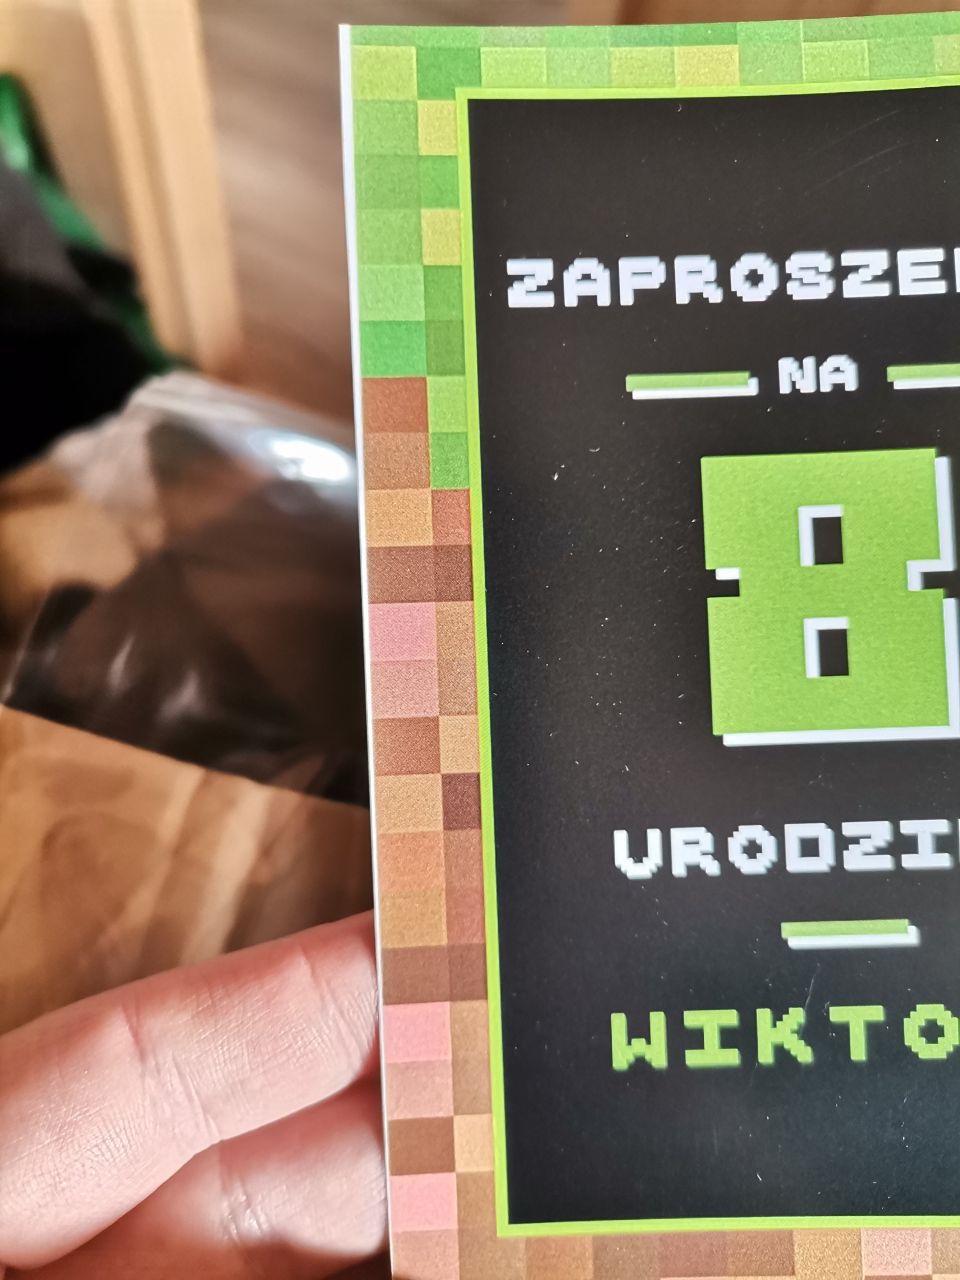 ZAPROSZE
NA
8
URODZI
WIKTO